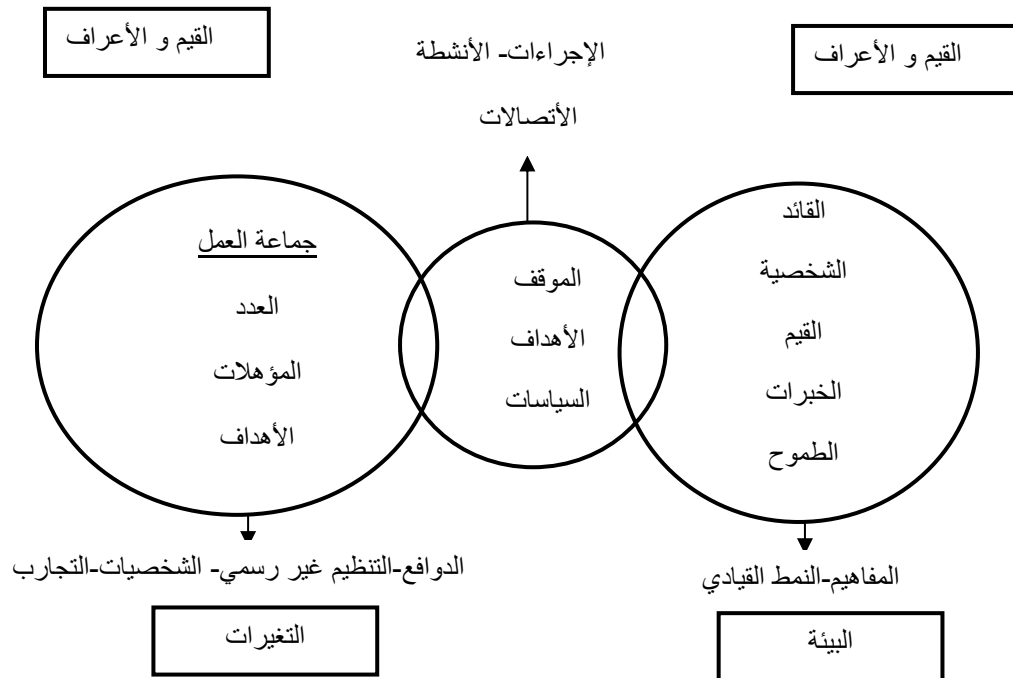 القيم و الأعراف
الإجراءات- الأنشطة
الأتصالات
القيم و الأعراف
القائد
الشخصية
القيم
الخبرات
الطموح
الموقف
الأهداف
السياسات
جماعة العمل
العدد
المؤهلات
الأهداف
المفاهيم-النمط القيادي
الدوافع-التنظيم غير رسمي- الشخصيات-التجارب
البيئة
التغيرات